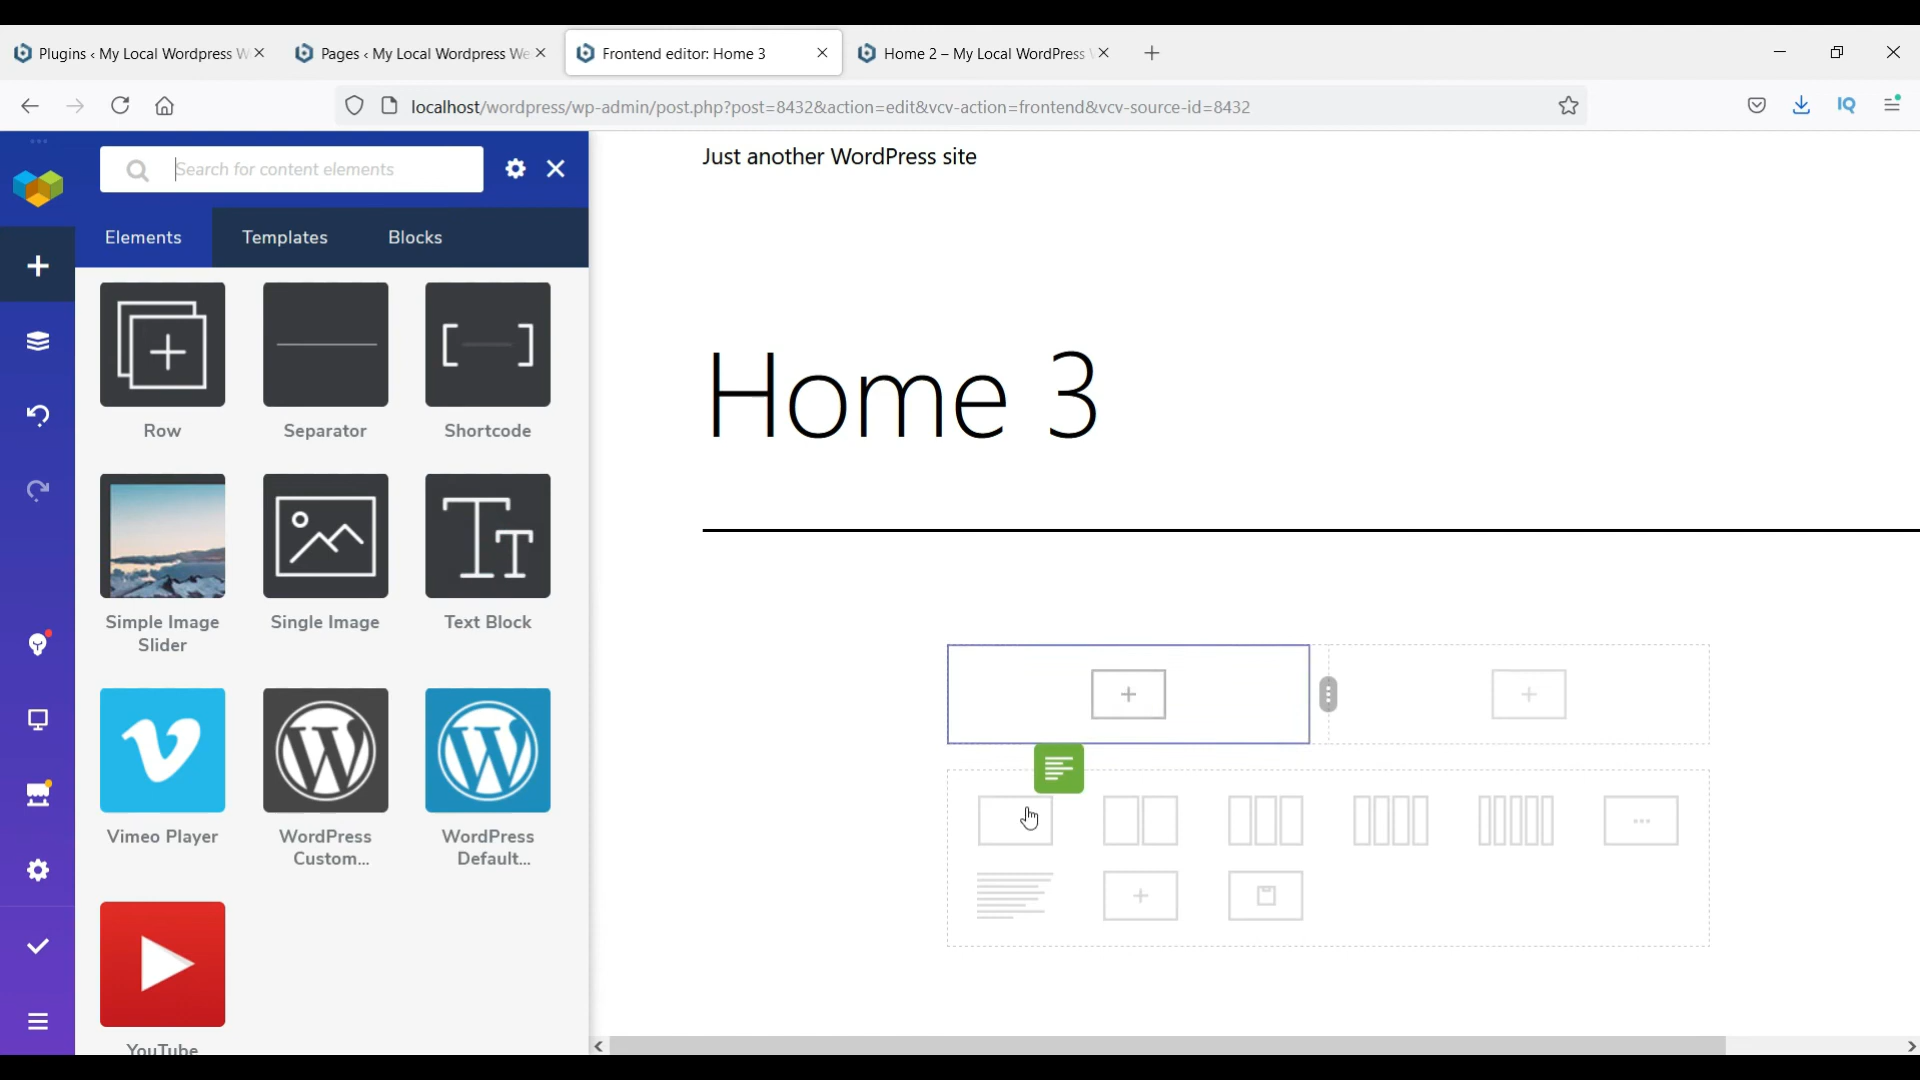 Plugins ‹ My Local Wordpress W
Pages ‹ My Local Wordpress We
Frontend editor: Home 3
Home 2 – My Local WordPress
localhost/wordpress/wp-admin/post.php?post=8432&action=edit&vcv-action=frontend&vcv-source-id=8432
IQ
Search for content elements
Just another WordPress site
Elements
Templates
Blocks
Home 3
Row
Separator
Shortcode
Simple Image
Slider
Single Image
Text Block
Vimeo Player
WordPress
Custom...
WordPress
Default...
YouTube